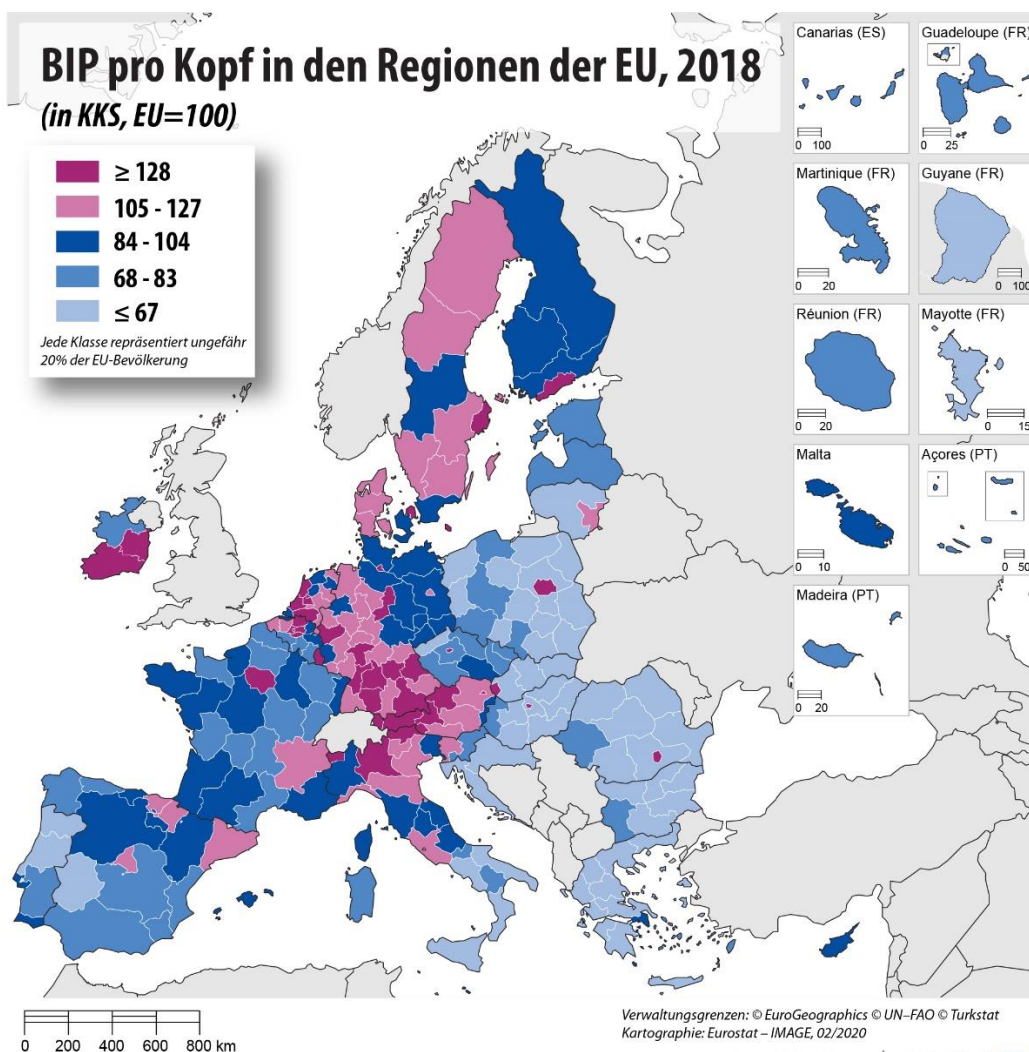 BIP pro Kopf in den Regionen der EU, 2018
(in KKS, EU=100)
≥ 128
105 - 127
84 - 104
68 - 83
≤ 67
Jede Klasse repräsentiert ungefähr
20% der EU-Bevölkerung
Canarias (ES)
0 100
Guadeloupe (FR)
0 25
Martinique (FR)
0 20
Guyane (FR)
0 100
Réunion (FR)
0 20
Mayotte (FR)
0 15
Malta
0 10
Açores (PT)
0 50
Madeira (PT)
0 20
0 200 400 600 800 km
Verwaltungsgrenzen: © EuroGeographics © UN–FAO © Turkstat
Kartographie: Eurostat – IMAGE, 02/2020